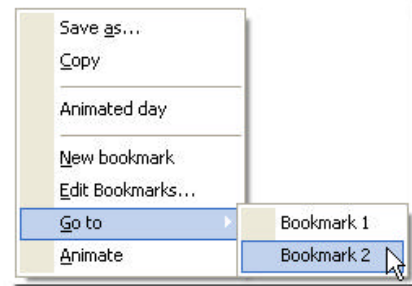 Save as...
Copy
Animated day
New bookmark
Edit Bookmarks...
Go to
Bookmark 1
Animate
Bookmark 2